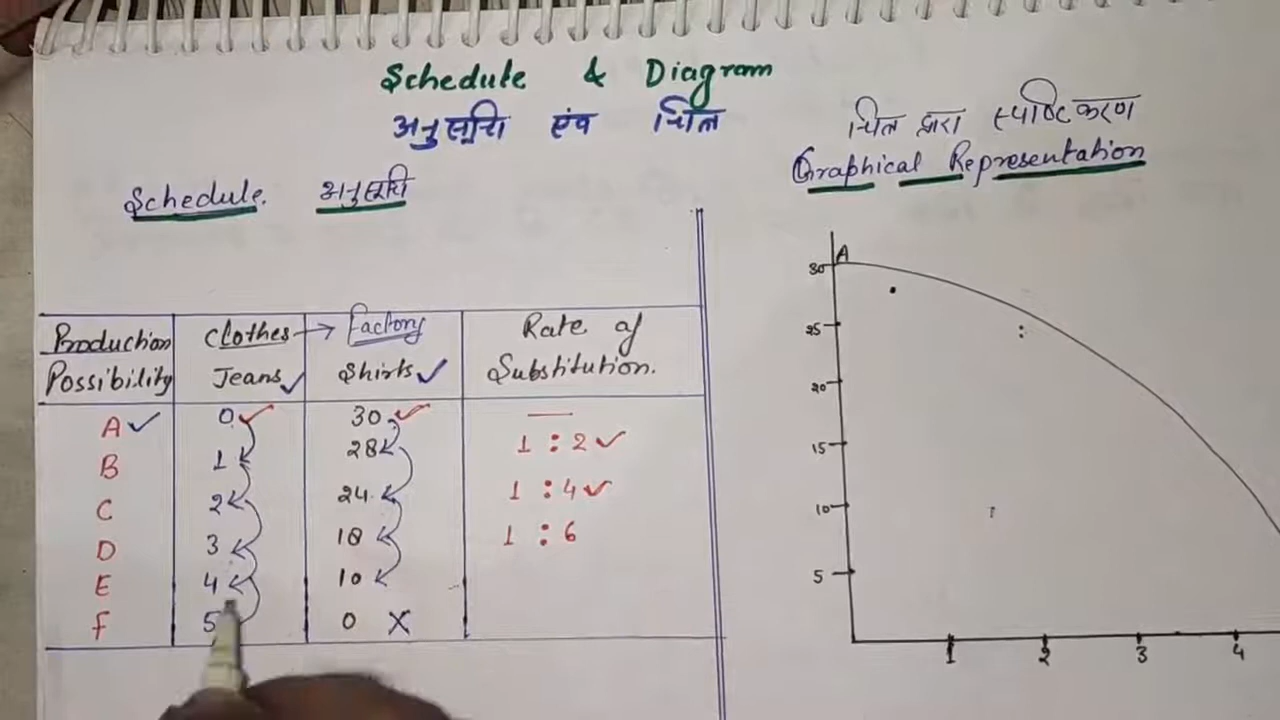 Schedule & Diagram
अनुसूचि एंव चित्र
चित्र द्वारा स्पष्टिकरण
Graphical Representation
Schedule. अनुसूचि
Production Possibility
Clothes → Factory
Jeans ✓ Shirts ✓
Rate of Substitution.
A ✓ 0 ✓ 30 ✓ —
B 1 28 1 : 2 ✓
C 2 24 1 : 4 ✓
D 3 18 1 : 6
E 4 10
F 5 0 X
A
30
25
20
15
10
5
1 2 3 4